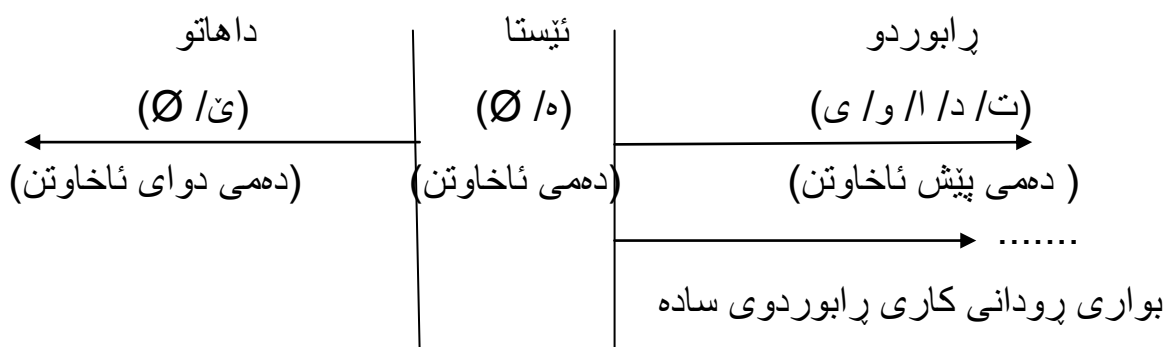 ڕابوردو ئێستا داهاتو
(ت/ د/ ا/ و/ ی) (ە/ Ø) (ێ/ Ø)
( دەمی پێش ئاخاوتن) (دەمی ئاخاوتن) (دەمی دوای ئاخاوتن)
.......
بواری ڕودانی کاری ڕابوردوی سادە